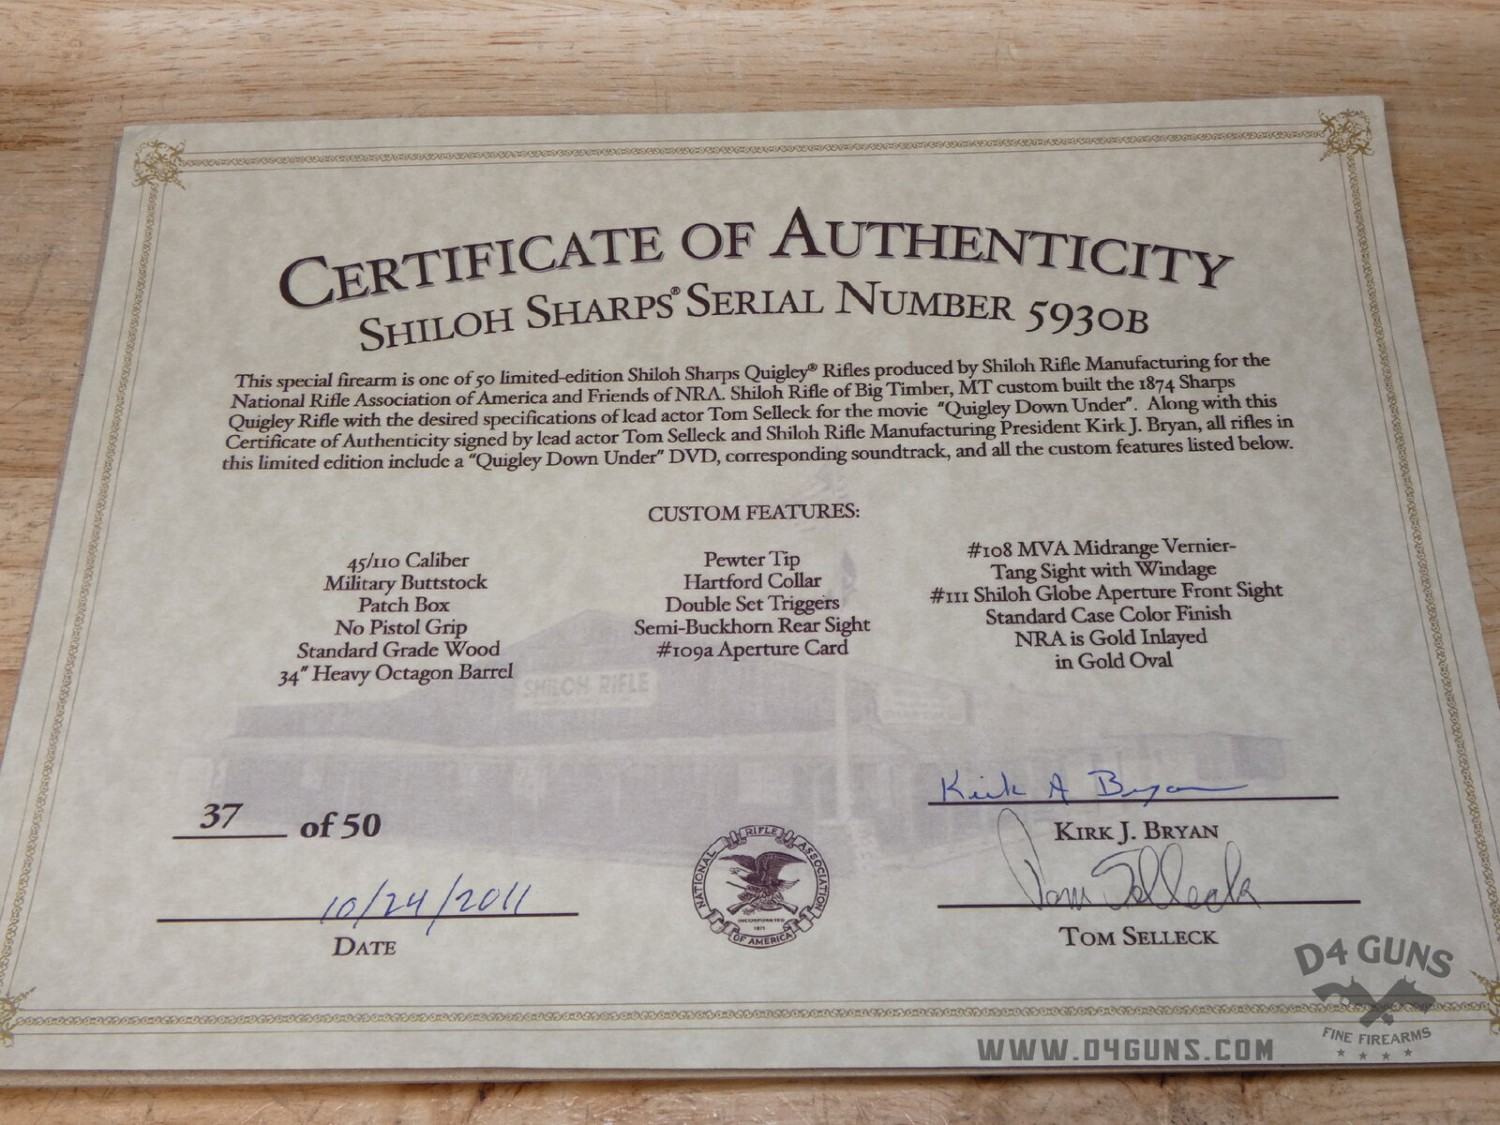 CERTIFICATE OF AUTHENTICITY
SHILOH SHARPS® SERIAL NUMBER 5930B
This special firearm is one of 50 limited-edition Shiloh Sharps Quigley® Rifles produced by Shiloh Rifle Manufacturing for the
National Rifle Association of America and Friends of NRA. Shiloh Rifle of Big Timber, MT custom built the 1874 Sharps
Quigley Rifle with the desired specifications of lead actor Tom Selleck for the movie "Quigley Down Under". Along with this
Certificate of Authenticity signed by lead actor Tom Selleck and Shiloh Rifle Manufacturing President Kirk J. Bryan, all rifles in
this limited edition include a "Quigley Down Under" DVD, corresponding soundtrack, and all the custom features listed below.
CUSTOM FEATURES:
45/110 Caliber
Military Buttstock
Patch Box
No Pistol Grip
Standard Grade Wood
34" Heavy Octagon Barrel
Pewter Tip
Hartford Collar
Double Set Triggers
Semi-Buckhorn Rear Sight
#109a Aperture Card
#108 MVA Midrange Vernier-
Tang Sight with Windage
#111 Shiloh Globe Aperture Front Sight
Standard Case Color Finish
NRA is Gold Inlayed
in Gold Oval
SHILOH RIFLE
37 of 50
10/24/2011
DATE
NATIONAL RIFLE ASSOCIATION
INCORPORATED
1871
OF AMERICA
Kirk A Bryan
KIRK J. BRYAN
Tom Selleck
TOM SELLECK
D4 GUNS
FINE FIREARMS
WWW.D4GUNS.COM